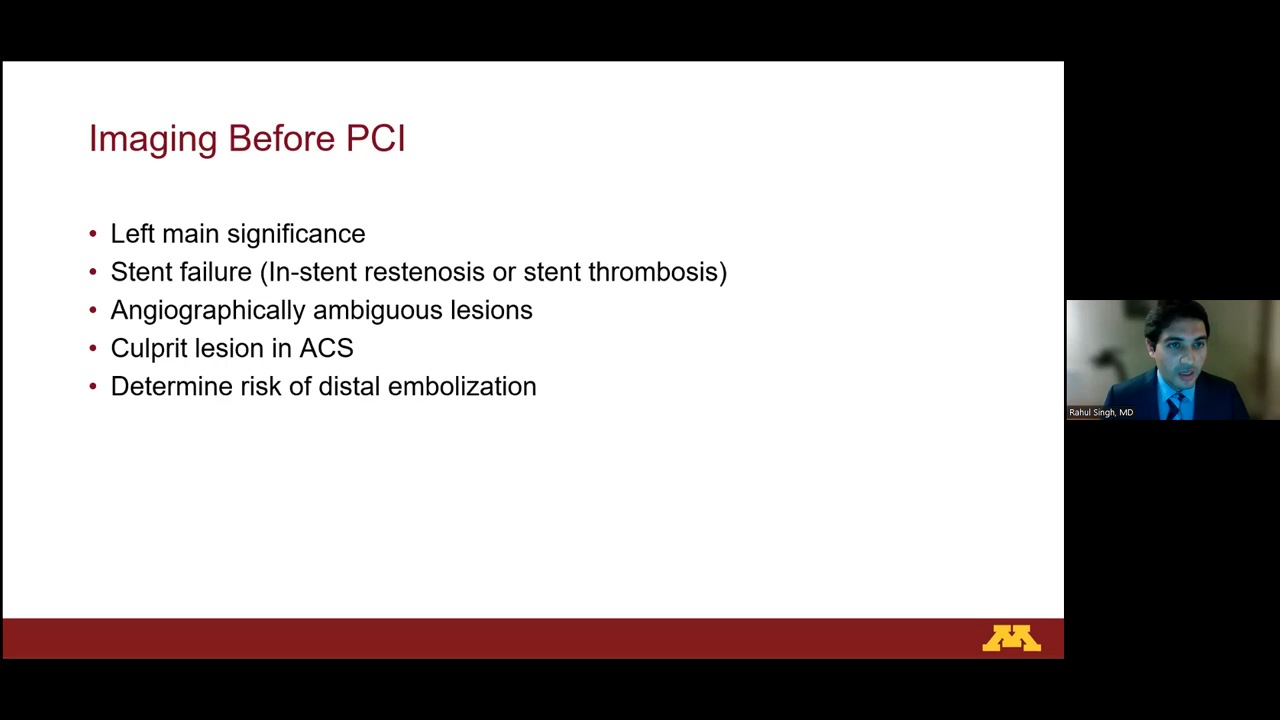 Imaging Before PCI
• Left main significance
• Stent failure (In-stent restenosis or stent thrombosis)
• Angiographically ambiguous lesions
• Culprit lesion in ACS
• Determine risk of distal embolization
Rahul Singh, MD
M